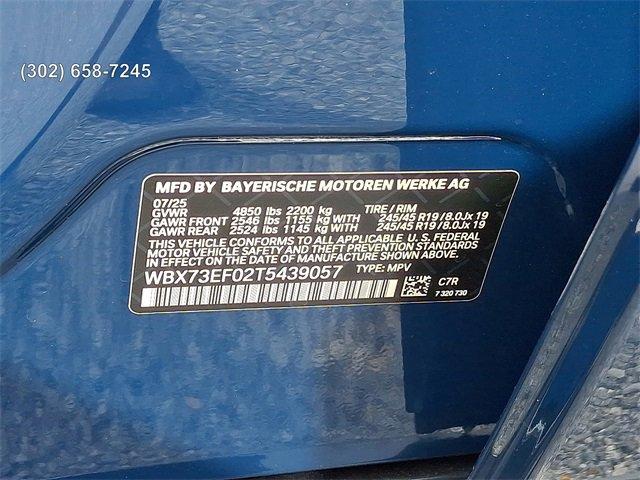 (302) 658-7245
MFD BY BAYERISCHE MOTOREN WERKE AG
07/25
GVWR 4850 lbs 2200 kg TIRE / RIM
GAWR FRONT 2546 lbs 1155 kg WITH 245/45 R19 / 8.0Jx 19
GAWR REAR 2524 lbs 1145 kg WITH 245/45 R19 / 8.0Jx 19
THIS VEHICLE CONFORMS TO ALL APPLICABLE U. S. FEDERAL
MOTOR VEHICLE SAFETY AND THEFT PREVENTION STANDARDS
IN EFFECT ON THE DATE OF MANUFACTURE SHOWN ABOVE.
WBX73EF02T5439057 TYPE: MPV
C7R
7 320 730